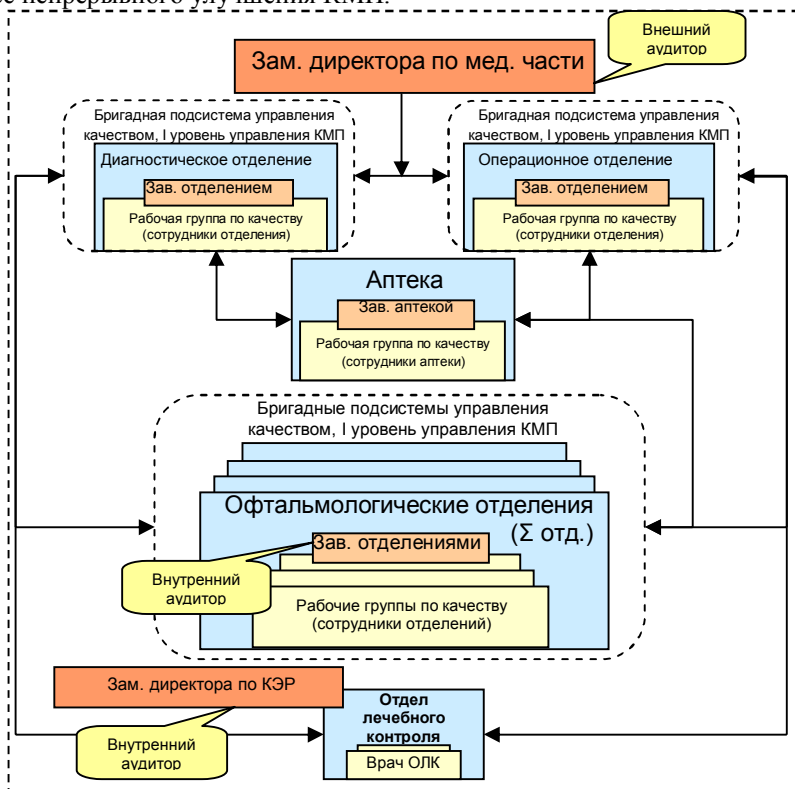 непрерывного улучшения КМП.
Внешний
аудитор
Зам. директора по мед. части
Бригадная подсистема управления
качеством, I уровень управления КМП
Диагностическое отделение
Зав. отделением
Рабочая группа по качеству
(сотрудники отделения)
Бригадная подсистема управления
качеством, I уровень управления КМП
Операционное отделение
Зав. отделением
Рабочая группа по качеству
(сотрудники отделения)
Аптека
Зав. аптекой
Рабочая группа по качеству
(сотрудники аптеки)
Бригадные подсистемы управления
качеством, I уровень управления КМП
Офтальмологические отделения
(Σ отд.)
Зав. отделениями
Внутренний
аудитор
Рабочие группы по качеству
(сотрудники отделений)
Зам. директора по КЭР
Внутренний
аудитор
Отдел
лечебного
контроля
Врач ОЛК